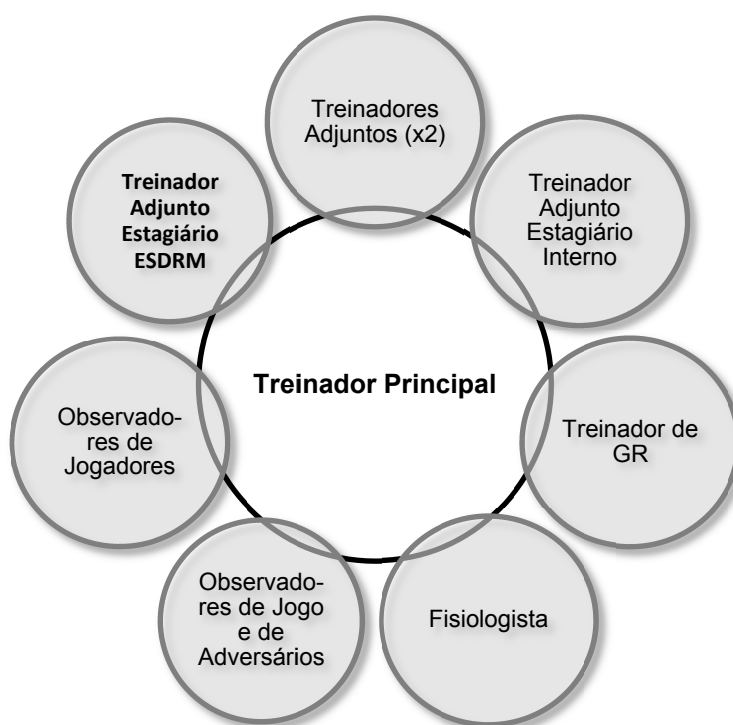 Treinadores
Adjuntos (x2)
Treinador
Adjunto
Estagiário
Interno
Treinador de
GR
Fisiologista
Observado-
res de Jogo
e de
Adversários
Observado-
res de
Jogadores
Treinador
Adjunto
Estagiário
ESDRM
Treinador Principal